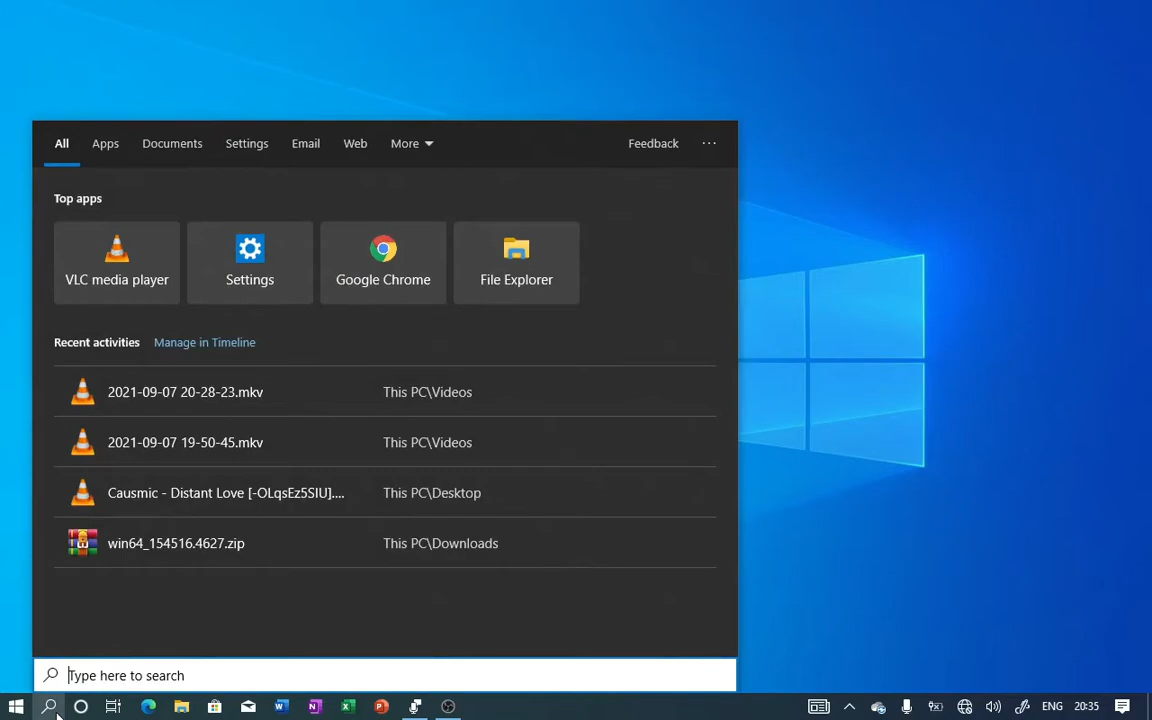 All Apps Documents Settings Email Web More Feedback ...
Top apps
VLC media player Settings Google Chrome File Explorer
Recent activities Manage in Timeline
2021-09-07 20-28-23.mkv This PC\Videos
2021-09-07 19-50-45.mkv This PC\Videos
Causmic - Distant Love [-OLqsEz5SIU].... This PC\Desktop
win64_154516.4627.zip This PC\Downloads
Type here to search
ENG 20:35